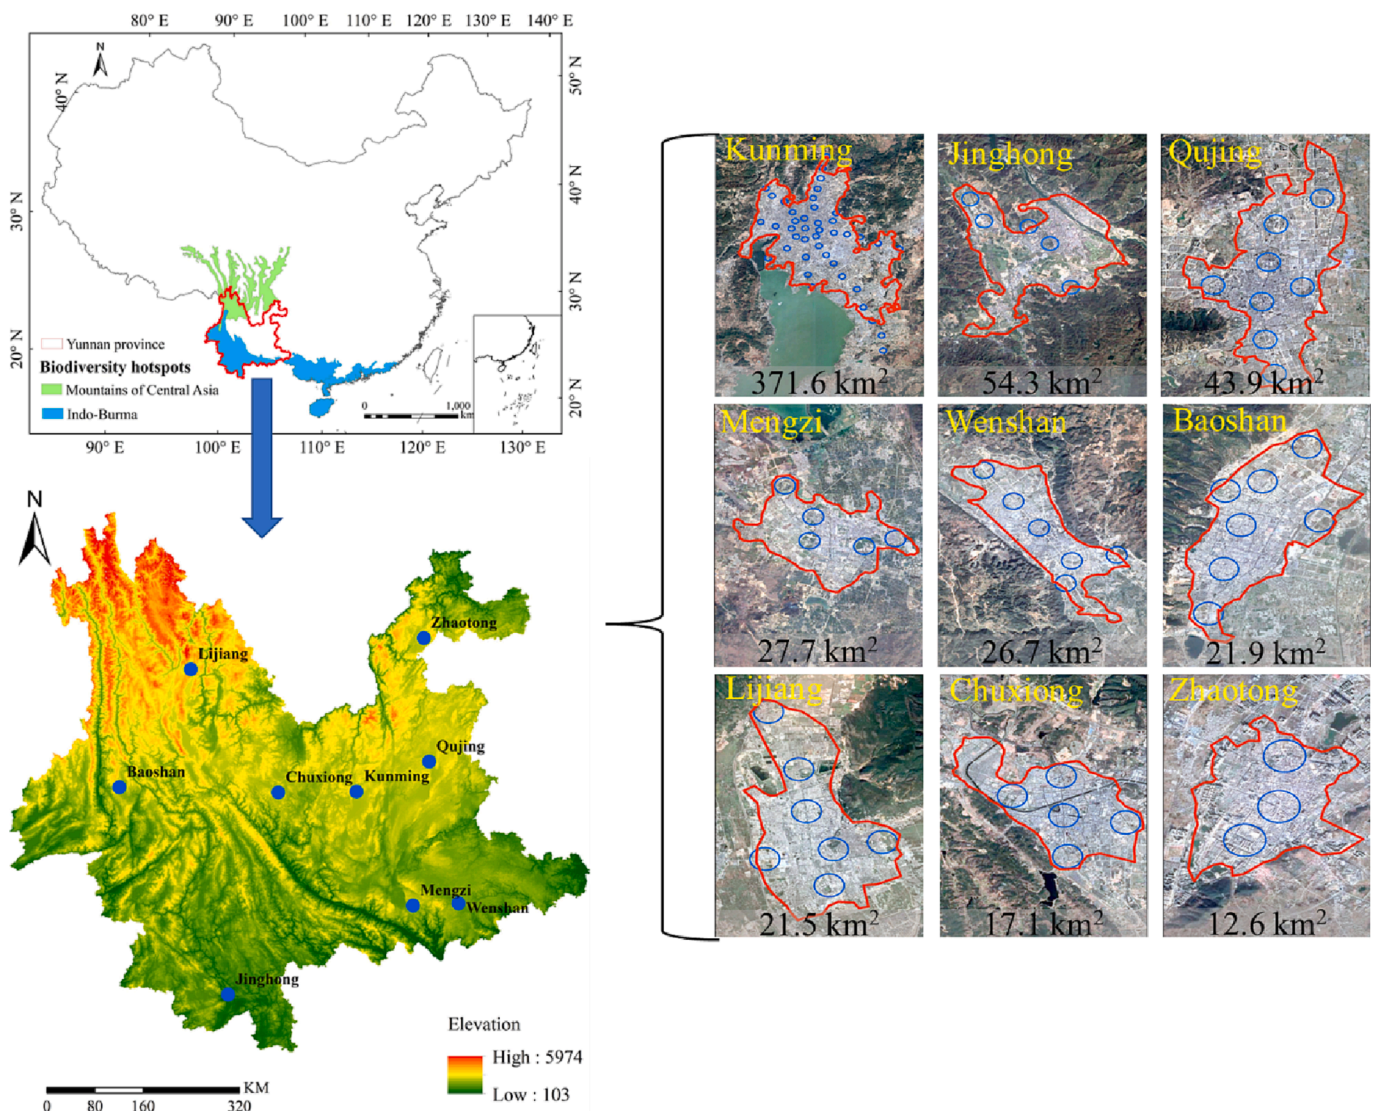 80° E 90° E 100° E 110° E 120° E 130° E 140° E
N
40° N
30° N
20° N
50° N
40° N
30° N
20° N
Yunnan province
Biodiversity hotspots
Mountains of Central Asia
Indo-Burma
0 1,000
km
90° E 100° E 110° E 120° E 130° E
N
Zhaotong
Lijiang
Qujing
Baoshan
Chuxiong
Kunming
Mengzi
Wenshan
Jinghong
Elevation
High : 5974
Low : 103
KM
0 80 160 320
Kunming
371.6 km²
Jinghong
54.3 km²
Qujing
43.9 km²
Mengzi
27.7 km²
Wenshan
26.7 km²
Baoshan
21.9 km²
Lijiang
21.5 km²
Chuxiong
17.1 km²
Zhaotong
12.6 km²